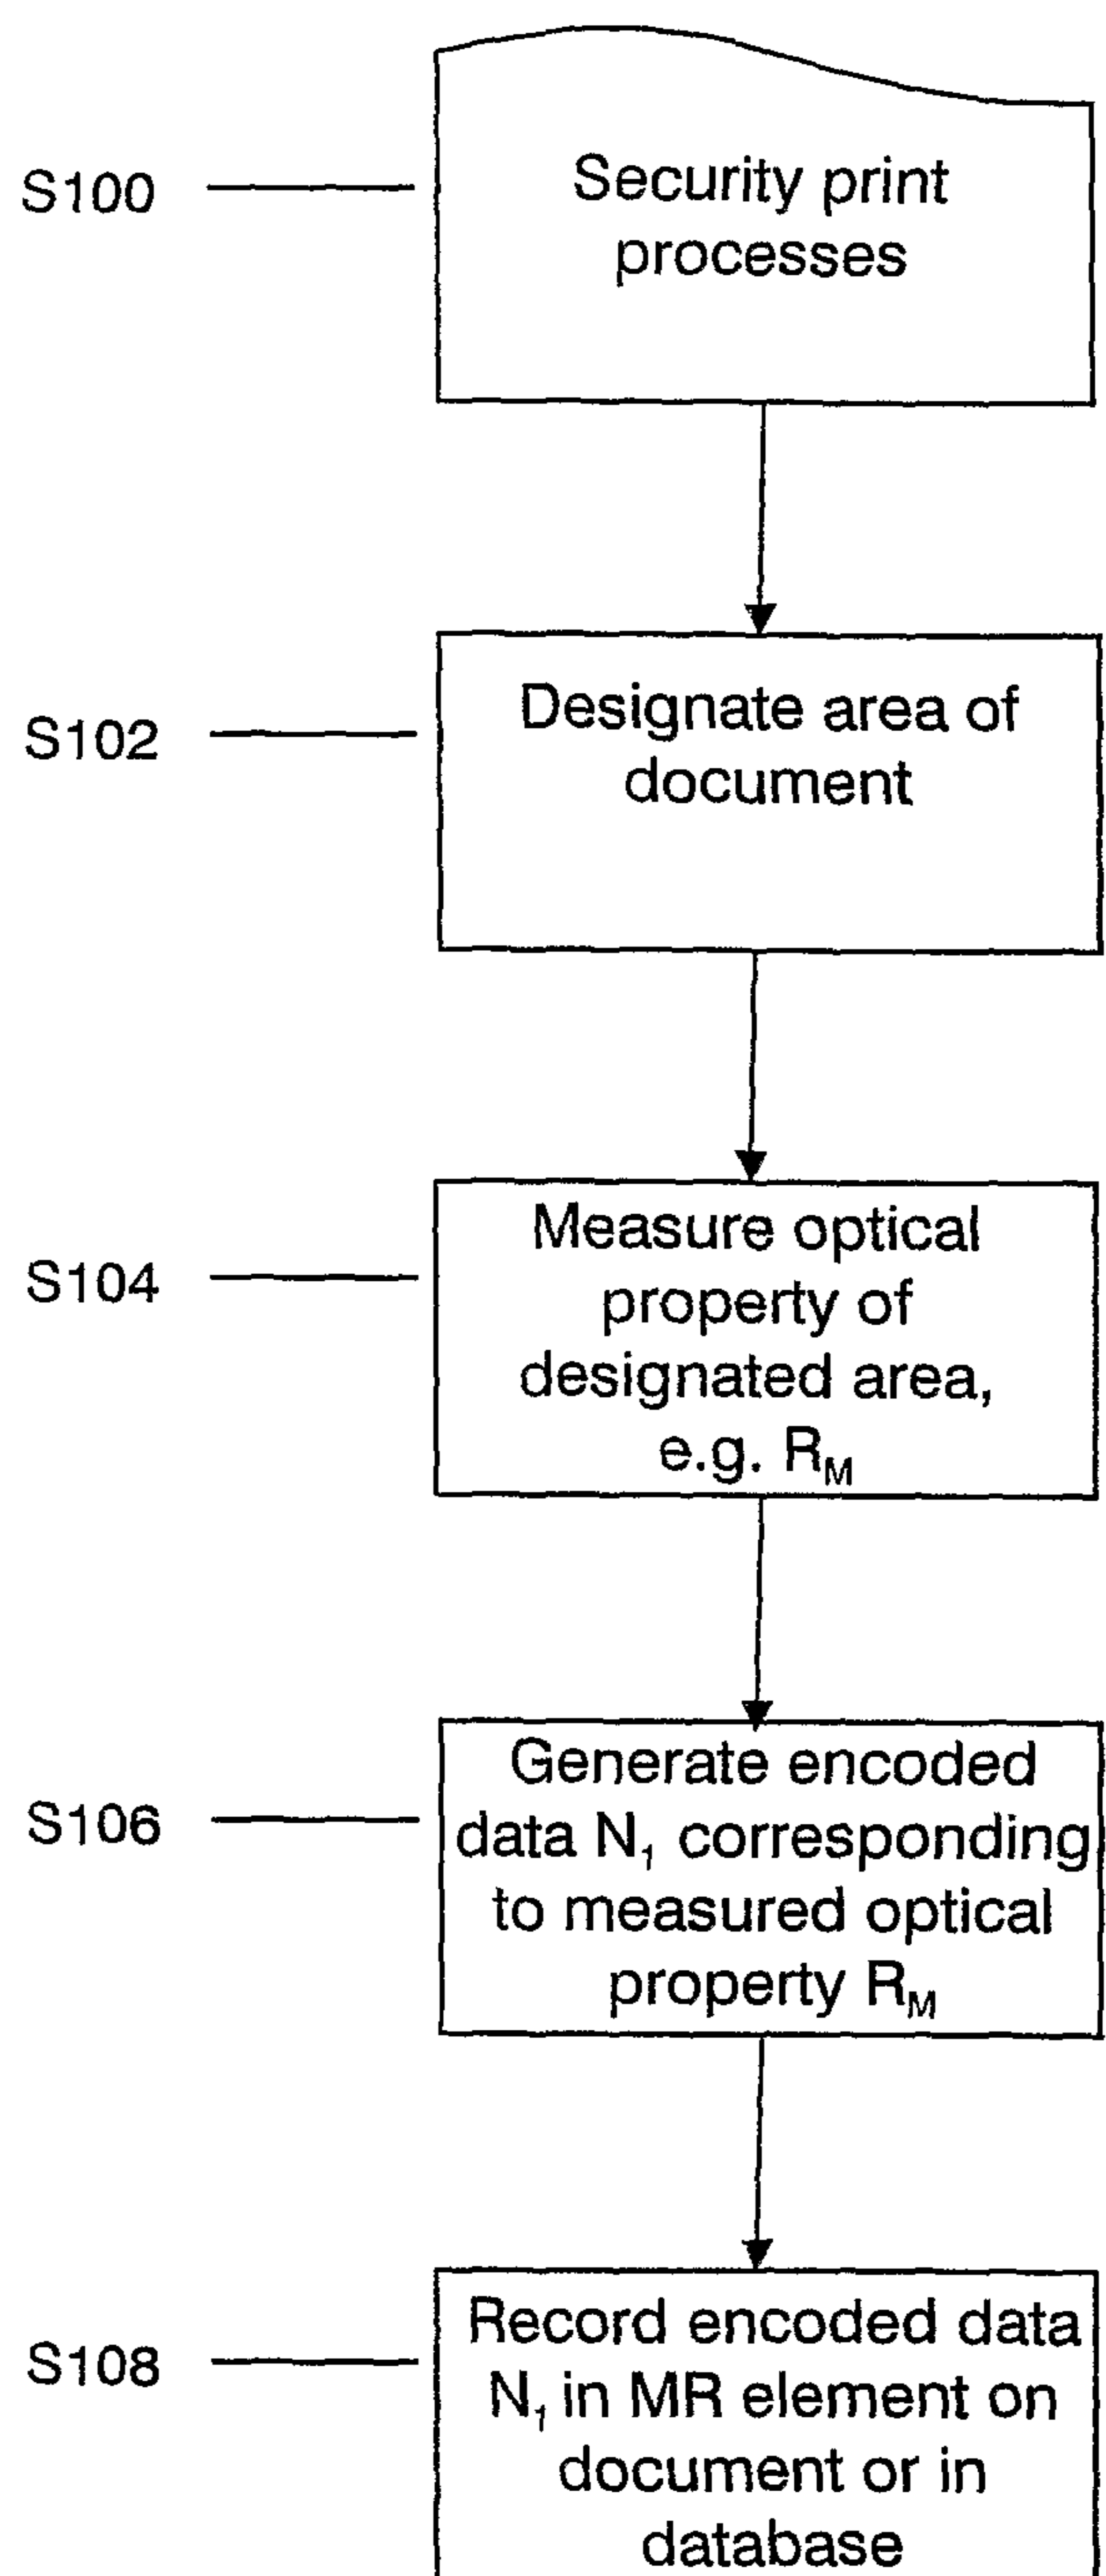 S100
Security print
processes
S102
Designate area of
document
S104
Measure optical
property of
designated area,
e.g. R_M
S106
Generate encoded
data N_1 corresponding
to measured optical
property R_M
S108
Record encoded data
N_1 in MR element on
document or in
database